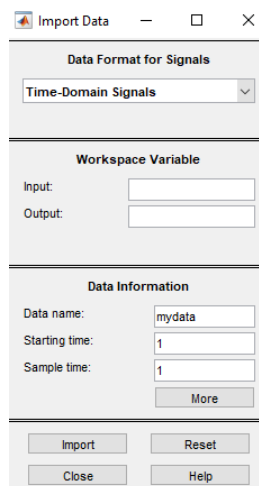 Import Data
Data Format for Signals
Time-Domain Signals
Workspace Variable
Input:
Output:
Data Information
Data name: mydata
Starting time: 1
Sample time: 1
More
Import Reset
Close Help